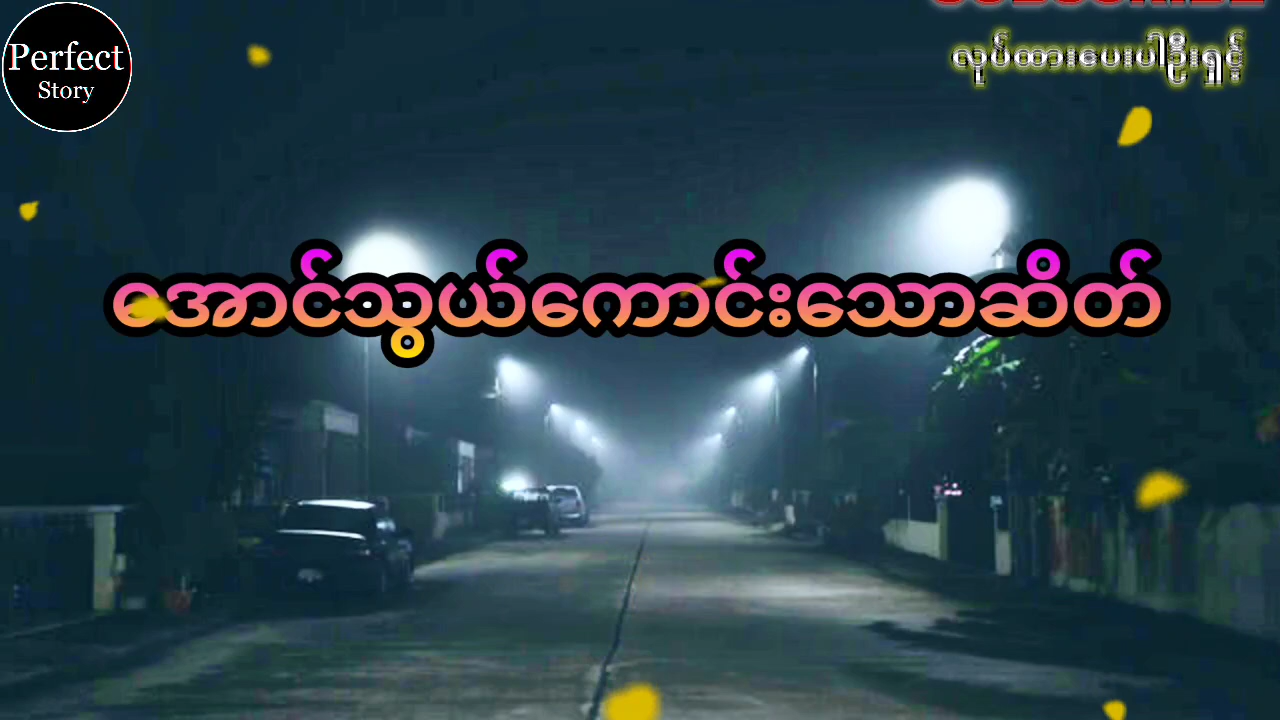 Perfect
Story
လုပ်ထားပေးပါဦးရှင့်
အောင်သွယ်ကောင်းသောဆိတ်